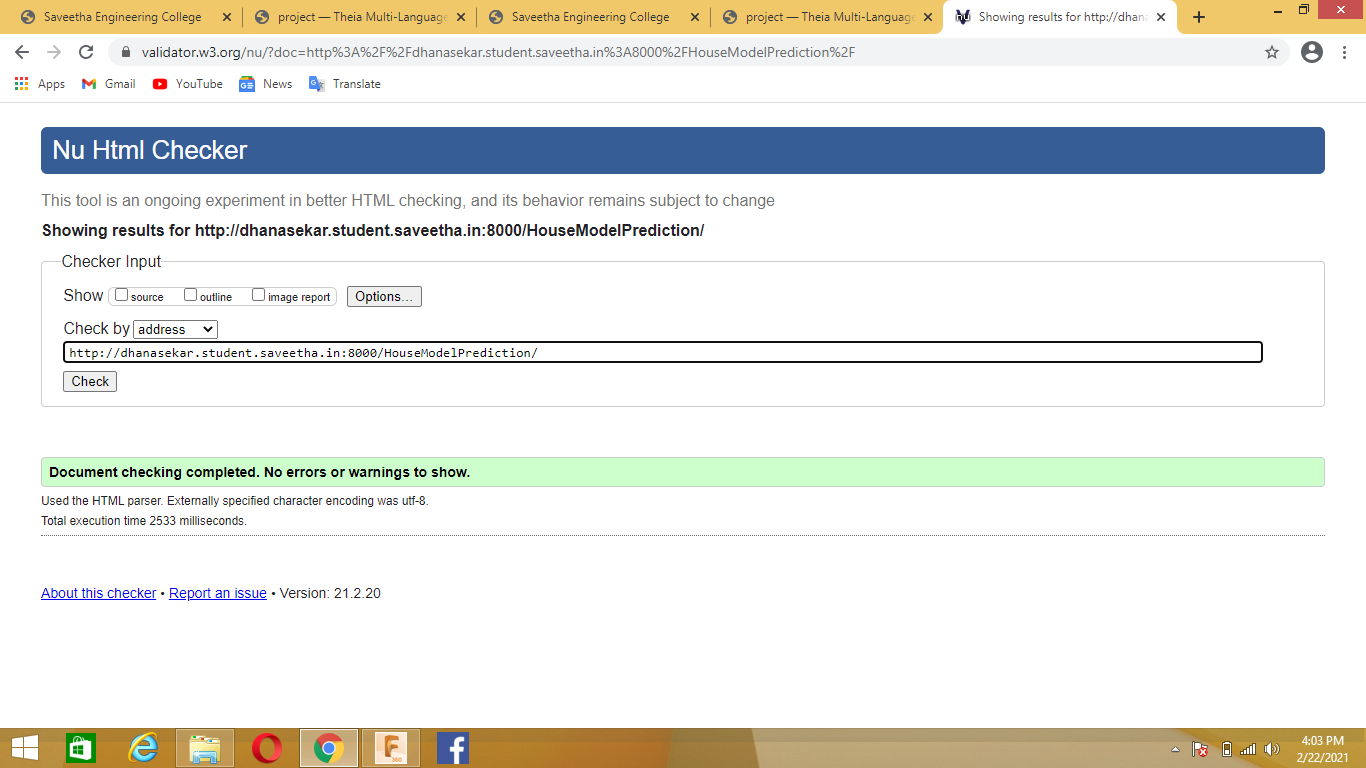 Saveetha Engineering College
project — Theia Multi-Language
Saveetha Engineering College
project — Theia Multi-Language
Showing results for http://dhana
validator.w3.org/nu/?doc=http%3A%2F%2Fdhanasekar.student.saveetha.in%3A8000%2FHouseModelPrediction%2F
Apps
Gmail
YouTube
News
Translate
Nu Html Checker
This tool is an ongoing experiment in better HTML checking, and its behavior remains subject to change
Showing results for http://dhanasekar.student.saveetha.in:8000/HouseModelPrediction/
Checker Input
Show source outline image report Options...
Check by address
http://dhanasekar.student.saveetha.in:8000/HouseModelPrediction/
Check
Document checking completed. No errors or warnings to show.
Used the HTML parser. Externally specified character encoding was utf-8.
Total execution time 2533 milliseconds.
About this checker • Report an issue • Version: 21.2.20
4:03 PM
2/22/2021